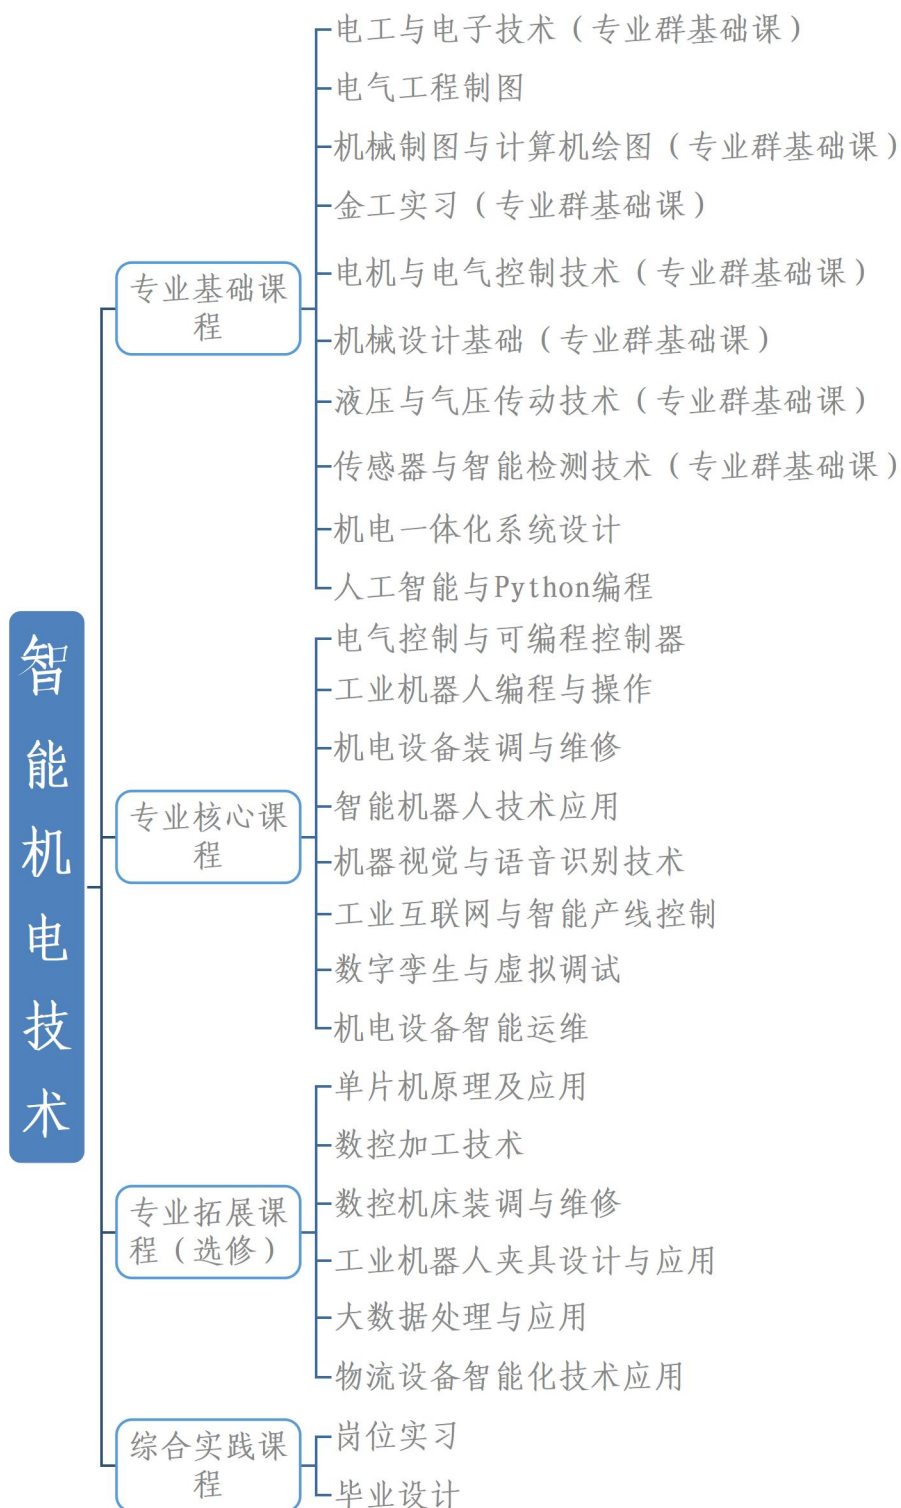 智能机电技术
专业基础课
程
电工与电子技术（专业群基础课）
电气工程制图
机械制图与计算机绘图（专业群基础课）
金工实习（专业群基础课）
电机与电气控制技术（专业群基础课）
机械设计基础（专业群基础课）
液压与气压传动技术（专业群基础课）
传感器与智能检测技术（专业群基础课）
机电一体化系统设计
人工智能与Python编程
专业核心课
程
电气控制与可编程控制器
工业机器人编程与操作
机电设备装调与维修
智能机器人技术应用
机器视觉与语音识别技术
工业互联网与智能产线控制
数字孪生与虚拟调试
机电设备智能运维
专业拓展课
程（选修）
单片机原理及应用
数控加工技术
数控机床装调与维修
工业机器人夹具设计与应用
大数据处理与应用
物流设备智能化技术应用
综合实践课
程
岗位实习
毕业设计